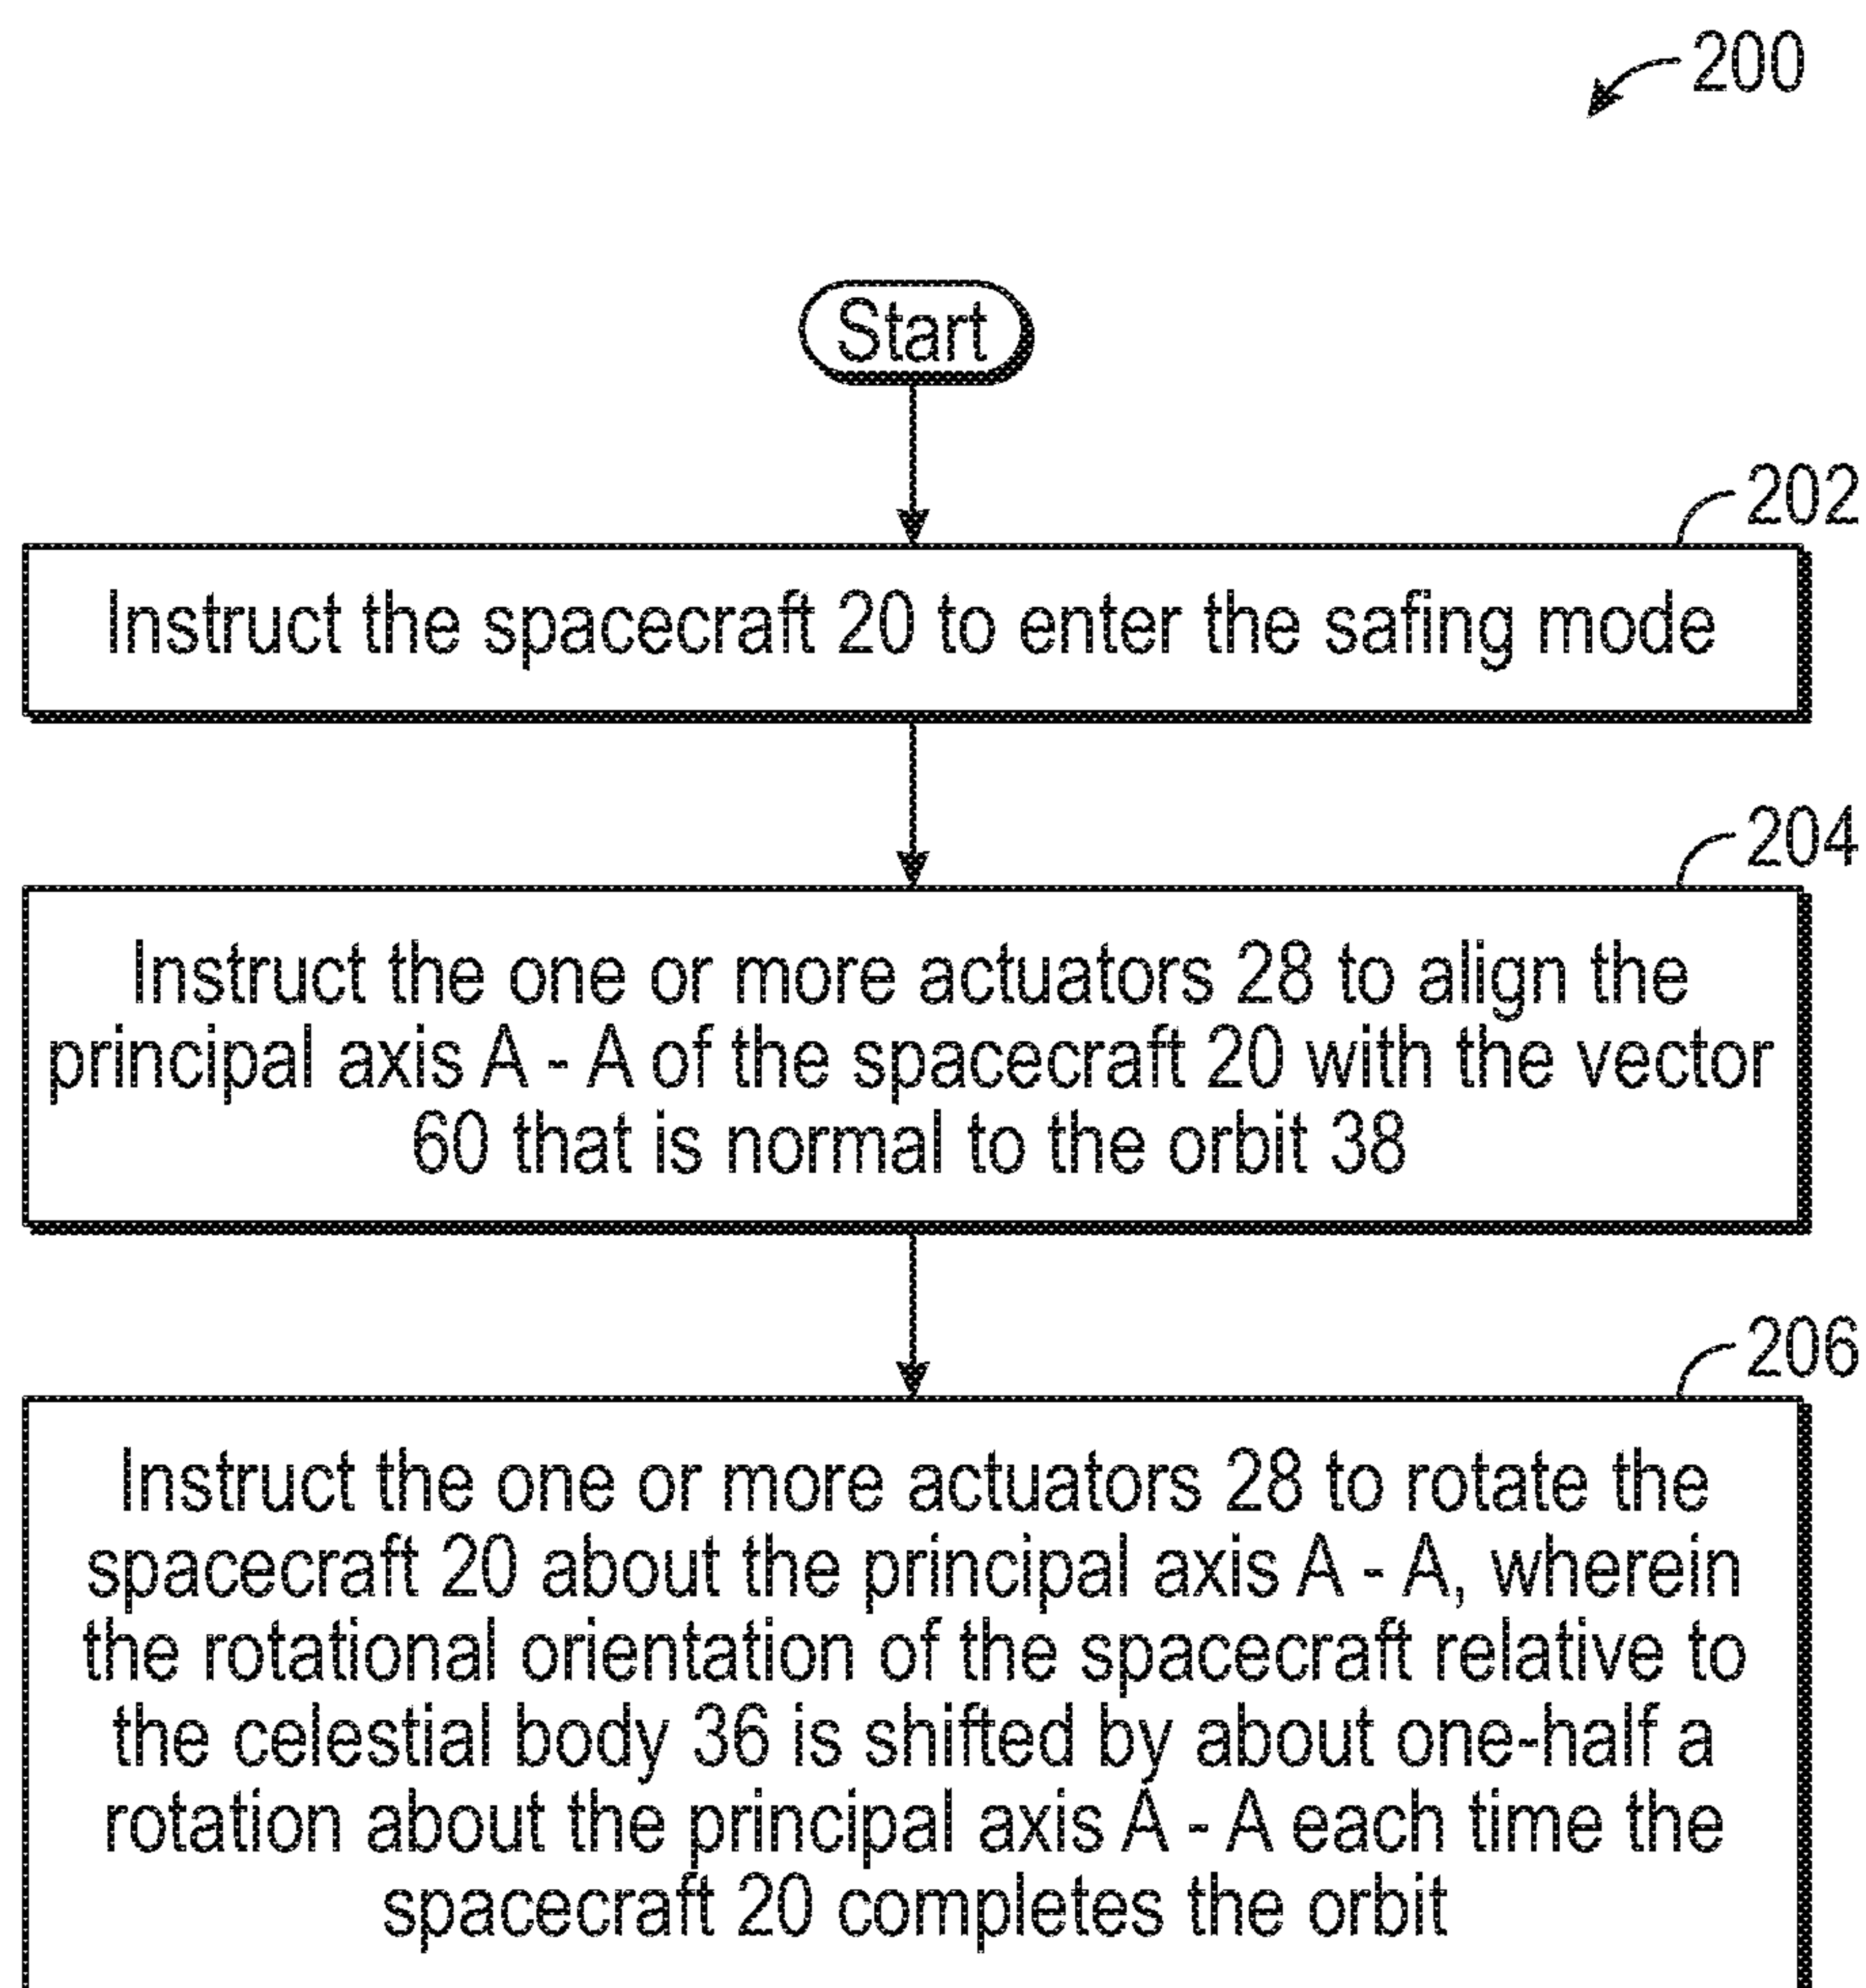 200
Start
202
Instruct the spacecraft 20 to enter the safing mode
204
Instruct the one or more actuators 28 to align the
principal axis A - A of the spacecraft 20 with the vector
60 that is normal to the orbit 38
206
Instruct the one or more actuators 28 to rotate the
spacecraft 20 about the principal axis A - A, wherein
the rotational orientation of the spacecraft relative to
the celestial body 36 is shifted by about one-half a
rotation about the principal axis A - A each time the
spacecraft 20 completes the orbit